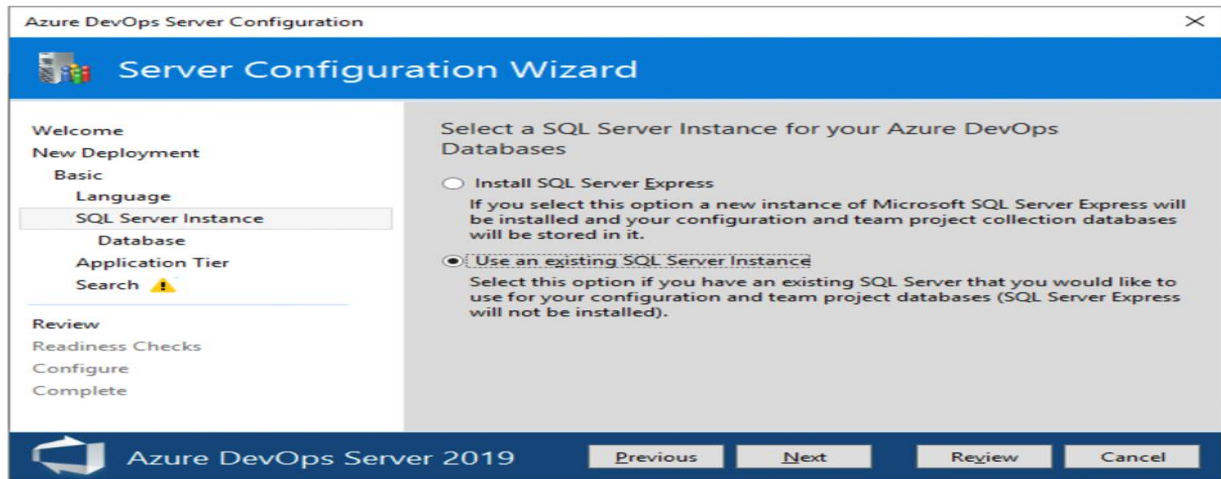 Azure DevOps Server Configuration
Server Configuration Wizard
Welcome
New Deployment
Basic
Language
SQL Server Instance
Database
Application Tier
Search
Review
Readiness Checks
Configure
Complete
Select a SQL Server Instance for your Azure DevOps
Databases
Install SQL Server Express
If you select this option a new instance of Microsoft SQL Server Express will
be installed and your configuration and team project collection databases
will be stored in it.
Use an existing SQL Server Instance
Select this option if you have an existing SQL Server that you would like to
use for your configuration and team project databases (SQL Server Express
will not be installed).
Azure DevOps Server 2019
Previous
Next
Review
Cancel